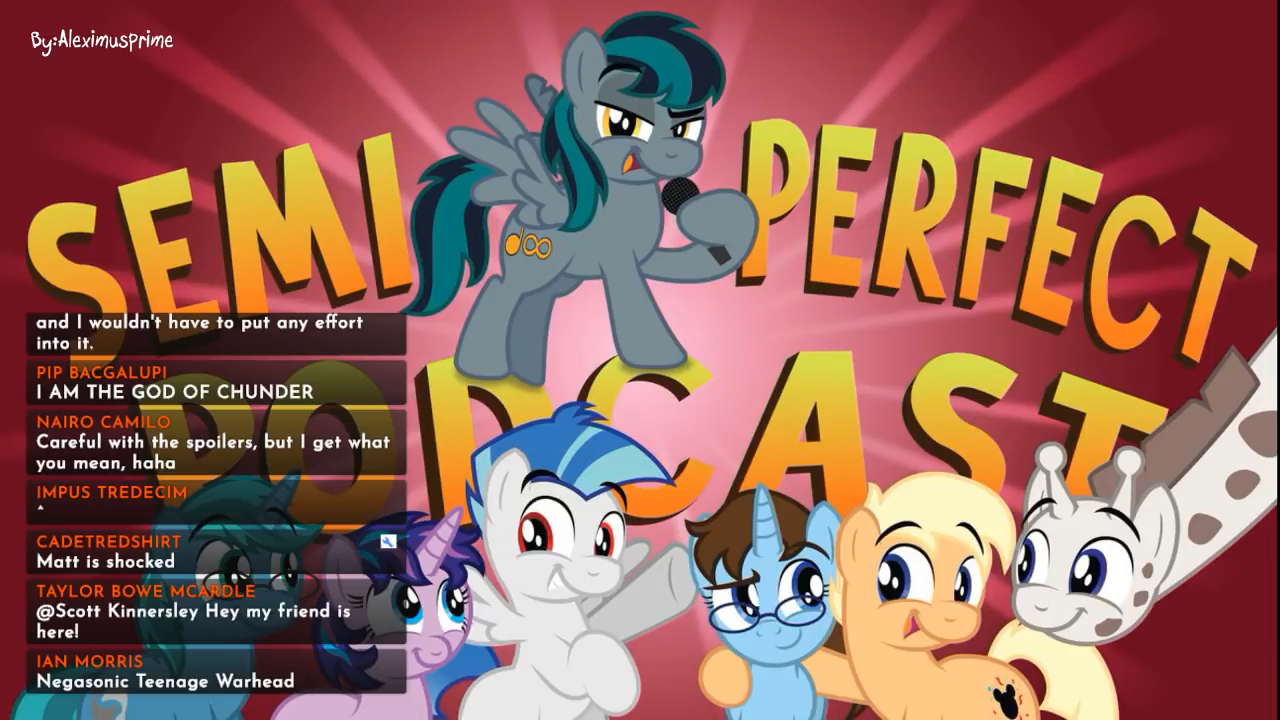 By:Aleximusprime
SEMI PERFECT
PODCAST
doo
and I wouldn't have to put any effort
into it.
PIP BACGALUPI
I AM THE GOD OF CHUNDER
NAIRO CAMILO
Careful with the spoilers, but I get what
you mean, haha
IMPUS TREDECIM
^
CADETREDSHIRT
Matt is shocked
TAYLOR BOWE MCARDLE
@Scott Kinnersley Hey my friend is
here!
IAN MORRIS
Negasonic Teenage Warhead